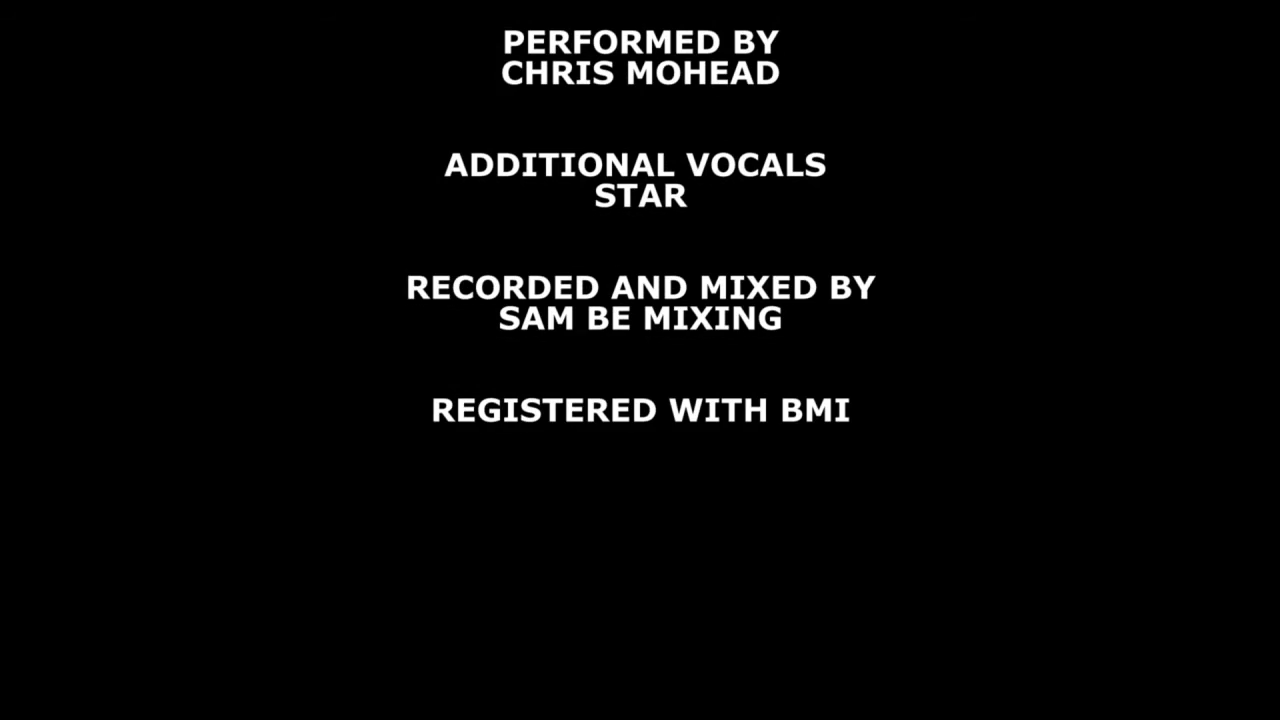 PERFORMED BY
CHRIS MOHEAD
ADDITIONAL VOCALS
STAR
RECORDED AND MIXED BY
SAM BE MIXING
REGISTERED WITH BMI